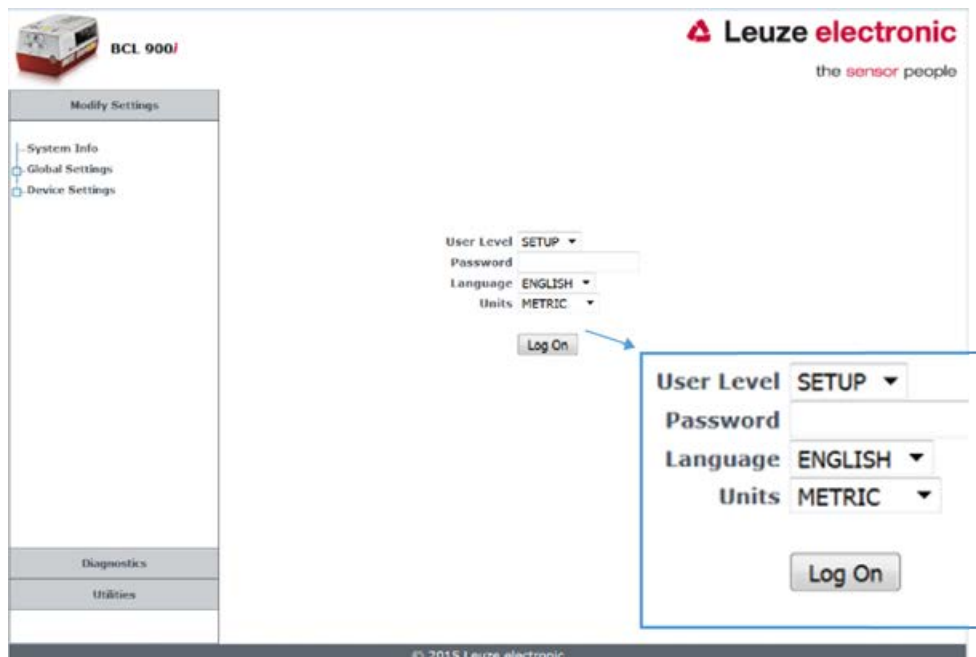 BCL 900i
Leuze electronic
the sensor people
Modify Settings
System Info
Global Settings
Device Settings
User Level SETUP
Password
Language ENGLISH
Units METRIC
Log On
User Level SETUP
Password
Language ENGLISH
Units METRIC
Log On
Diagnostics
Utilities
© 2015 Leuze electronic